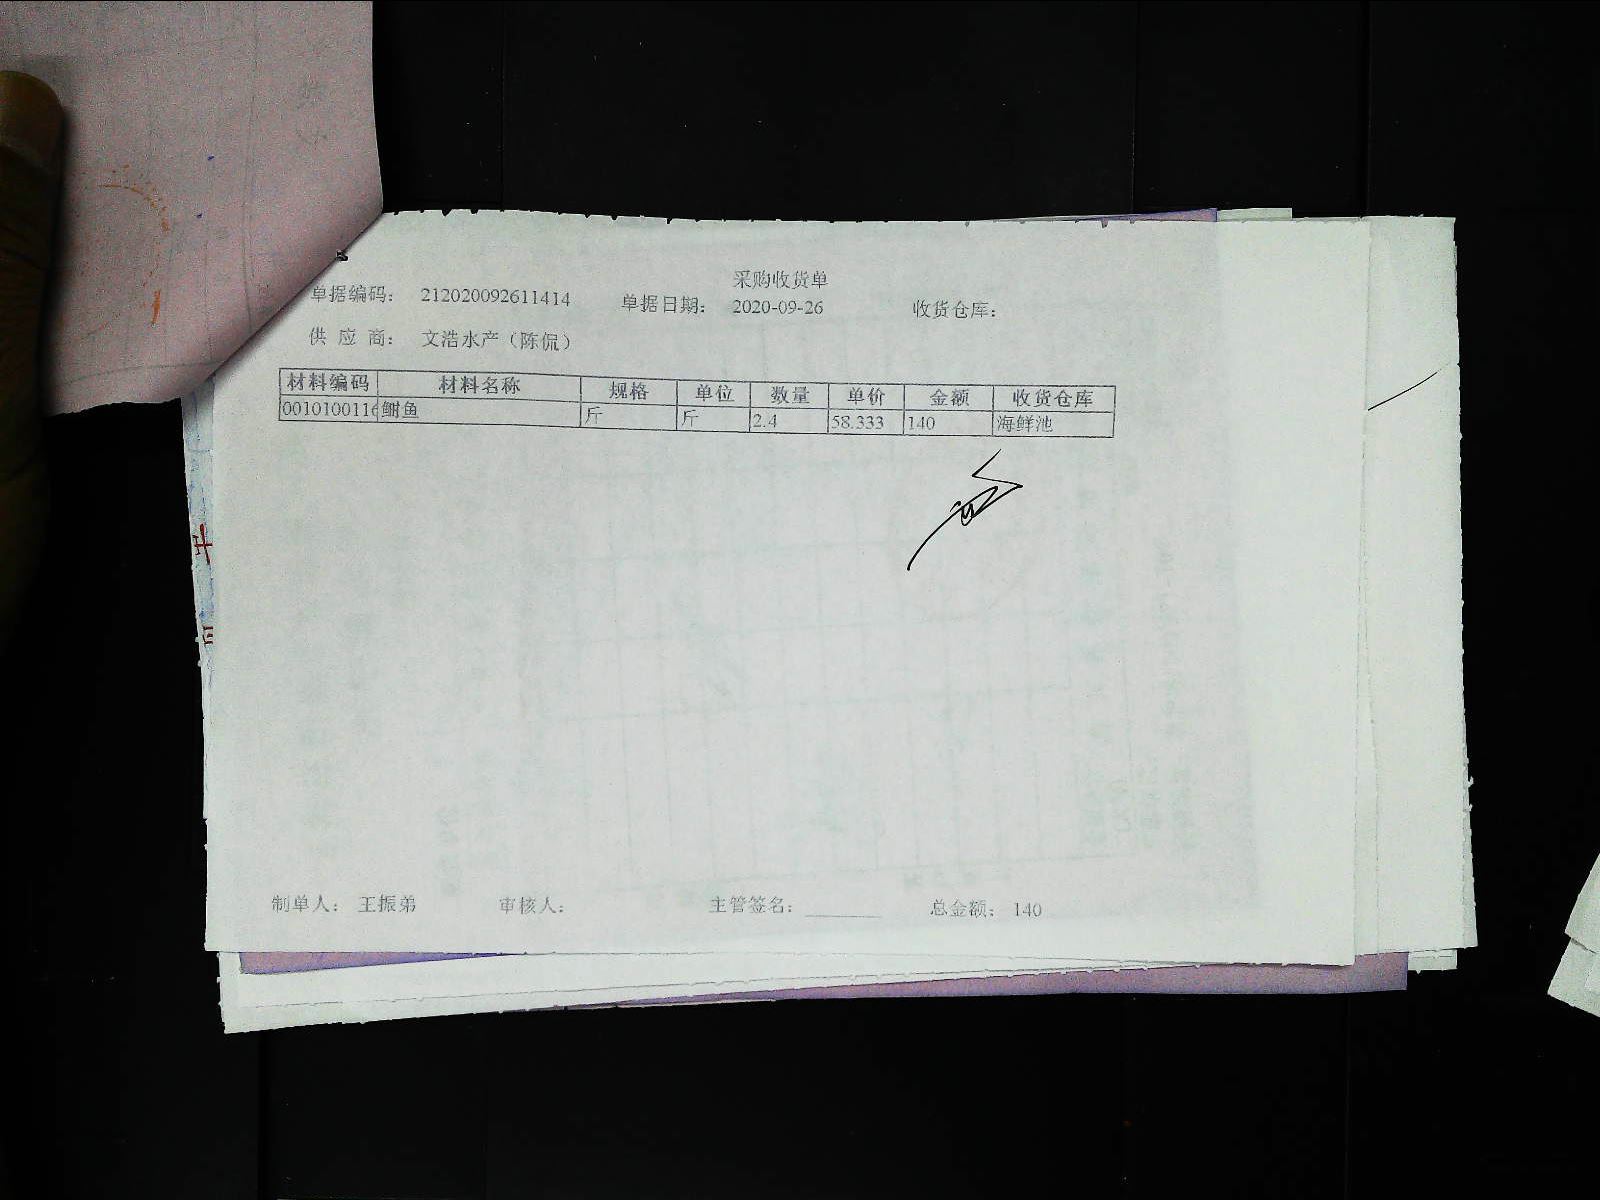 采购收货单
单据编码： 212020092611414 单据日期： 2020-09-26 收货仓库：
供 应 商： 文浩水产（陈侃）
材料编码 材料名称 规格 单位 数量 单价 金额 收货仓库
0010100116 鲥鱼 斤 斤 2.4 58.333 140 海鲜池
制单人： 王振弟 审核人： 主管签名： 总金额： 140